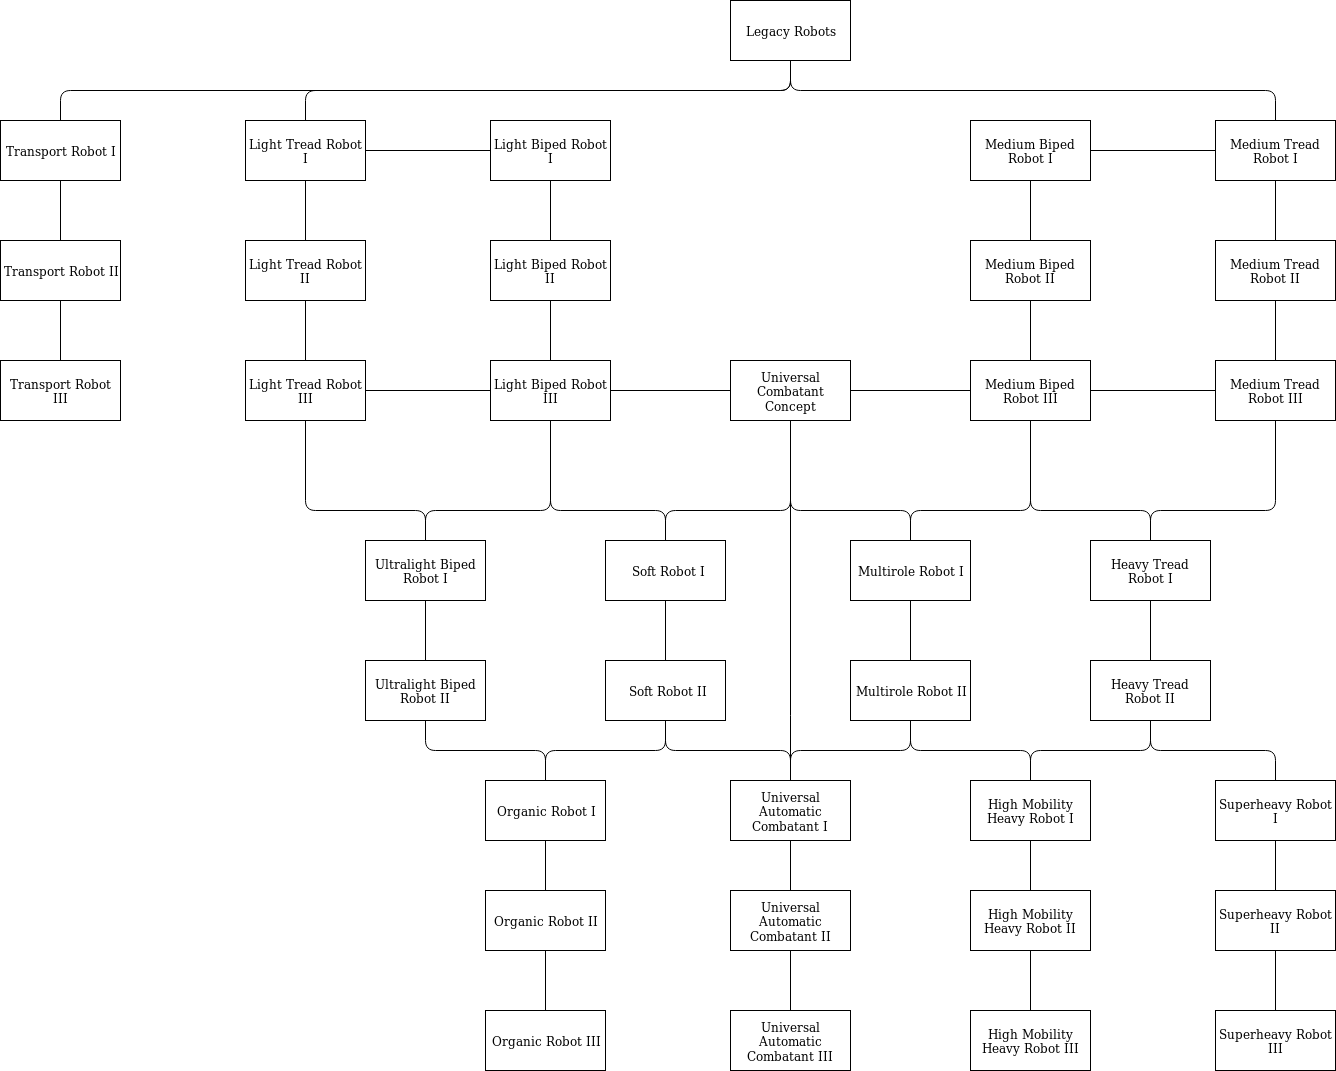 Legacy Robots
Transport Robot I
Light Tread Robot
I
Light Biped Robot
I
Medium Biped
Robot I
Medium Tread
Robot I
Transport Robot II
Light Tread Robot
II
Light Biped Robot
II
Medium Biped
Robot II
Medium Tread
Robot II
Transport Robot
III
Light Tread Robot
III
Light Biped Robot
III
Universal
Combatant
Concept
Medium Biped
Robot III
Medium Tread
Robot III
Ultralight Biped
Robot I
Soft Robot I
Multirole Robot I
Heavy Tread
Robot I
Ultralight Biped
Robot II
Soft Robot II
Multirole Robot II
Heavy Tread
Robot II
Organic Robot I
Universal
Automatic
Combatant I
High Mobility
Heavy Robot I
Superheavy Robot
I
Organic Robot II
Universal
Automatic
Combatant II
High Mobility
Heavy Robot II
Superheavy Robot
II
Organic Robot III
Universal
Automatic
Combatant III
High Mobility
Heavy Robot III
Superheavy Robot
III